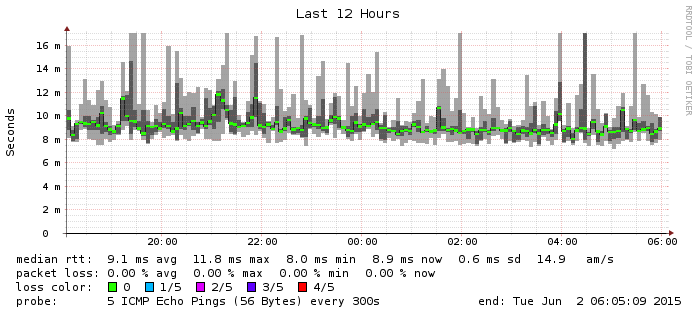 Last 12 Hours
RRDTOOL / TOBI OETIKER
Seconds
16 m
14 m
12 m
10 m
8 m
6 m
4 m
2 m
0
20:00 22:00 00:00 02:00 04:00 06:00
median rtt: 9.1 ms avg 11.8 ms max 8.0 ms min 8.9 ms now 0.6 ms sd 14.9 am/s
packet loss: 0.00 % avg 0.00 % max 0.00 % min 0.00 % now
loss color: 0 1/5 2/5 3/5 4/5
probe: 5 ICMP Echo Pings (56 Bytes) every 300s end: Tue Jun 2 06:05:09 2015